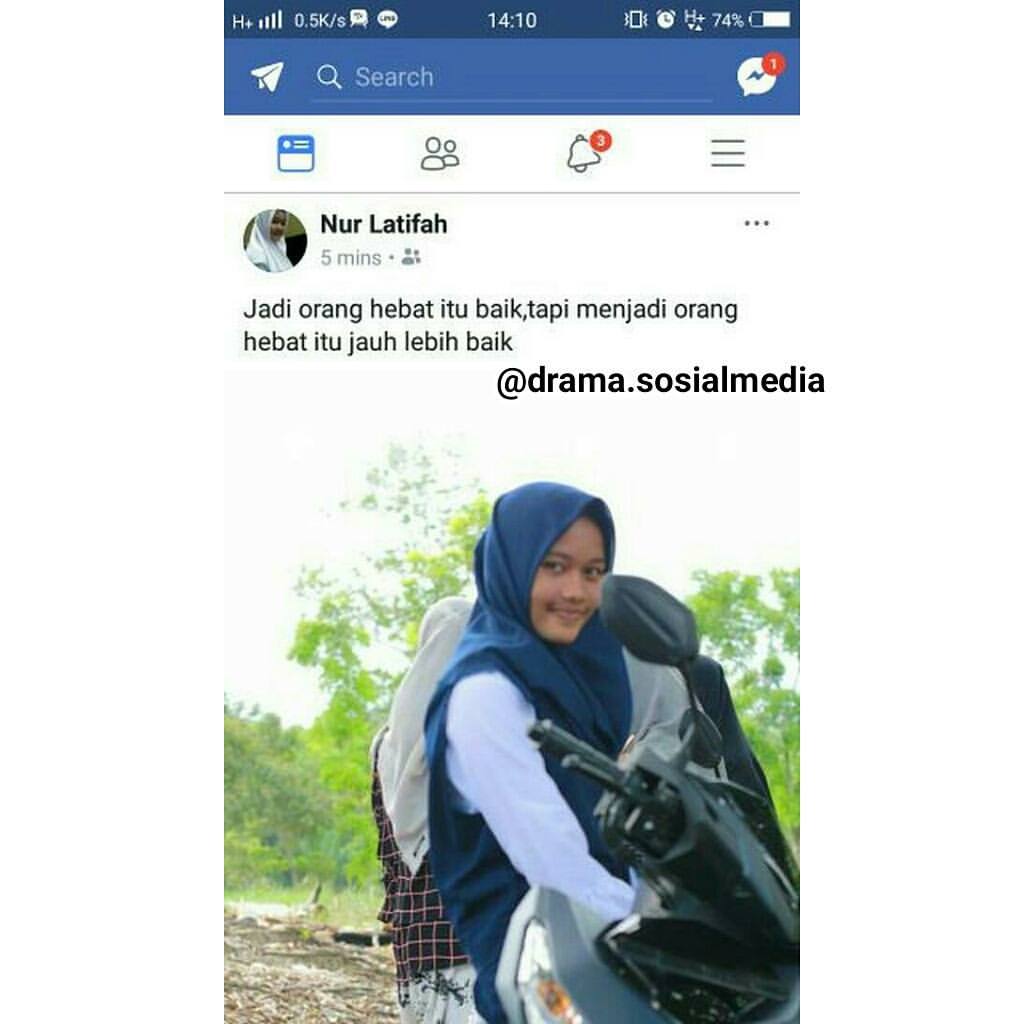 H+ 0.5K/s LINE 14:10 H+ 74%
Search 1
3
Nur Latifah
5 mins •
Jadi orang hebat itu baik,tapi menjadi orang
hebat itu jauh lebih baik
@drama.sosialmedia